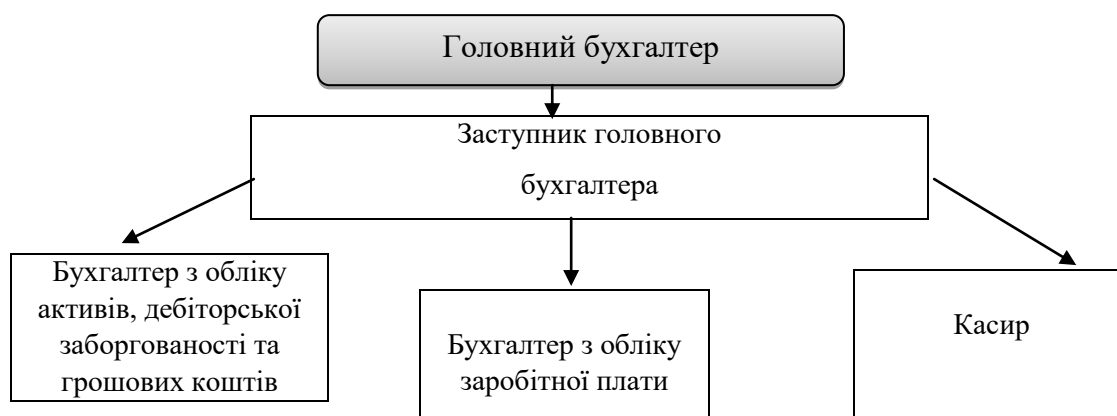 Головний бухгалтер
Заступник головного
бухгалтера
Бухгалтер з обліку
активів, дебіторської
заборгованості та
грошових коштів
Бухгалтер з обліку
заробітної плати
Касир